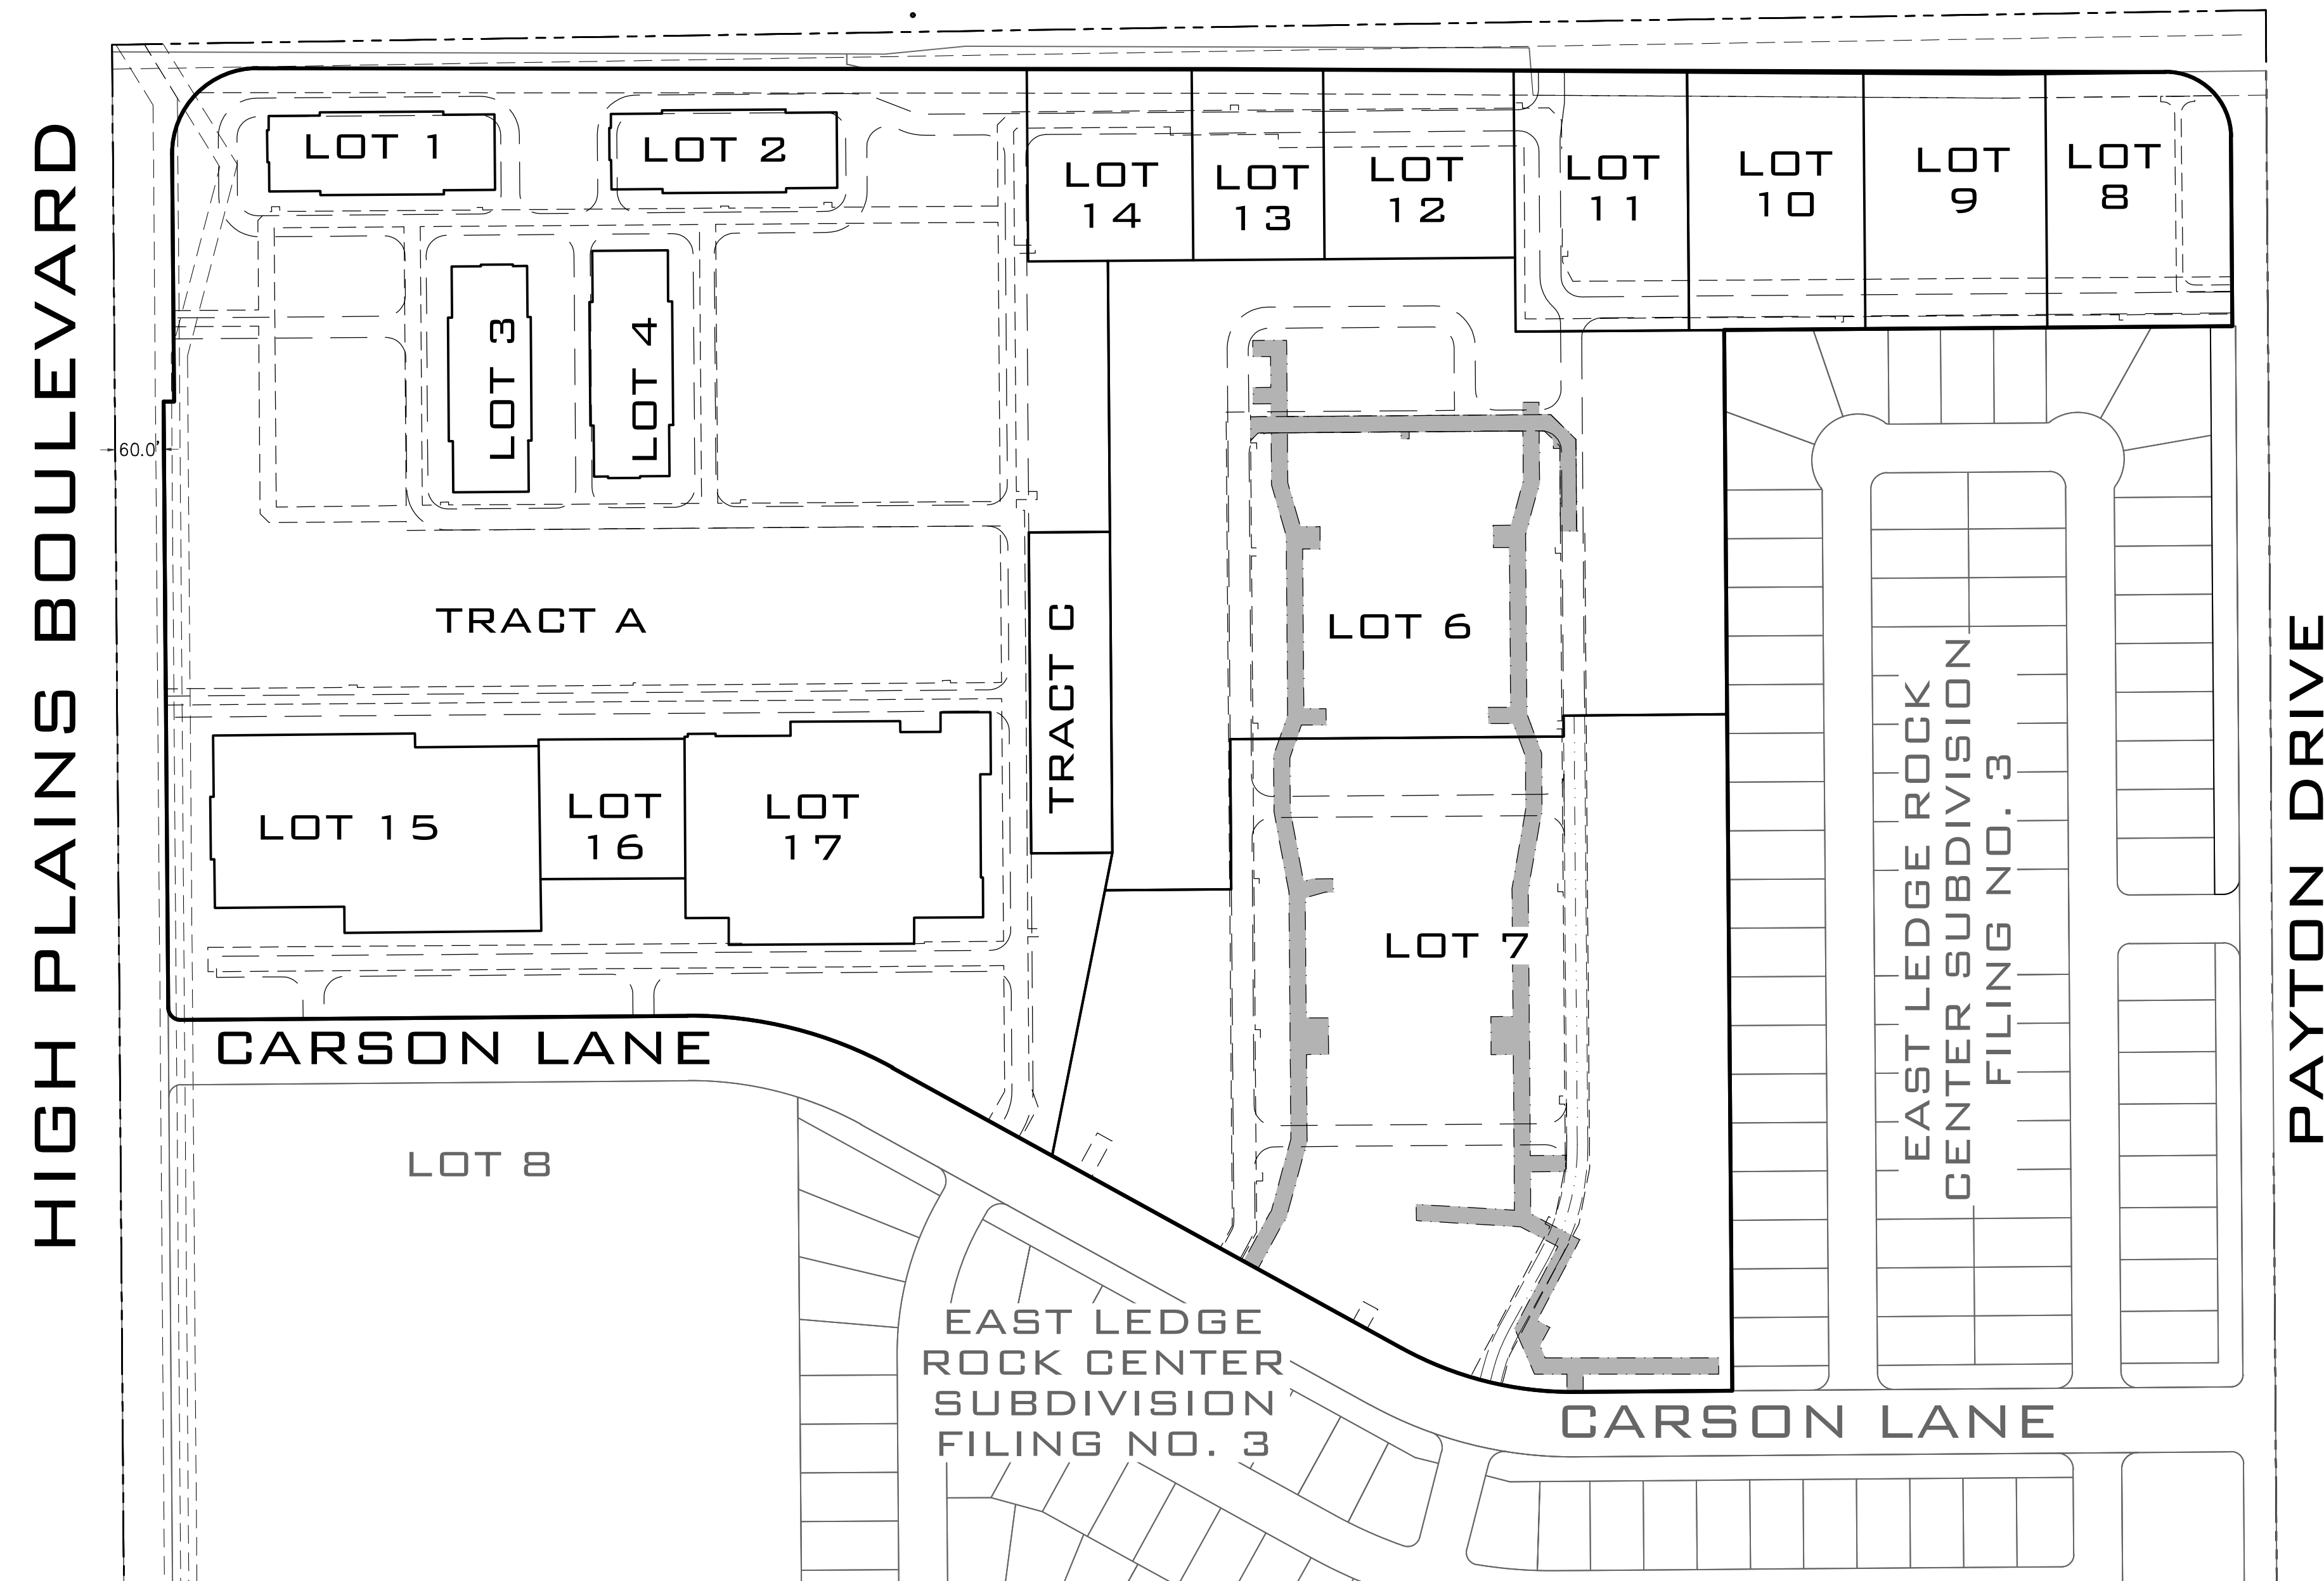 HIGH PLAINS BOULEVARD
LOT 1
LOT 2
LOT
14
LOT
13
LOT
12
LOT
11
LOT
10
LOT
9
LOT
8
LOT 3
LOT 4
60.0'
TRACT A
TRACT C
LOT 6
LOT 15
LOT
16
LOT
17
LOT 7
EAST LEDGE ROCK
CENTER SUBDIVISION
FILING NO. 3
PAYTON DRIVE
CARSON LANE
LOT 8
EAST LEDGE
ROCK CENTER
SUBDIVISION
FILING NO. 3
CARSON LANE